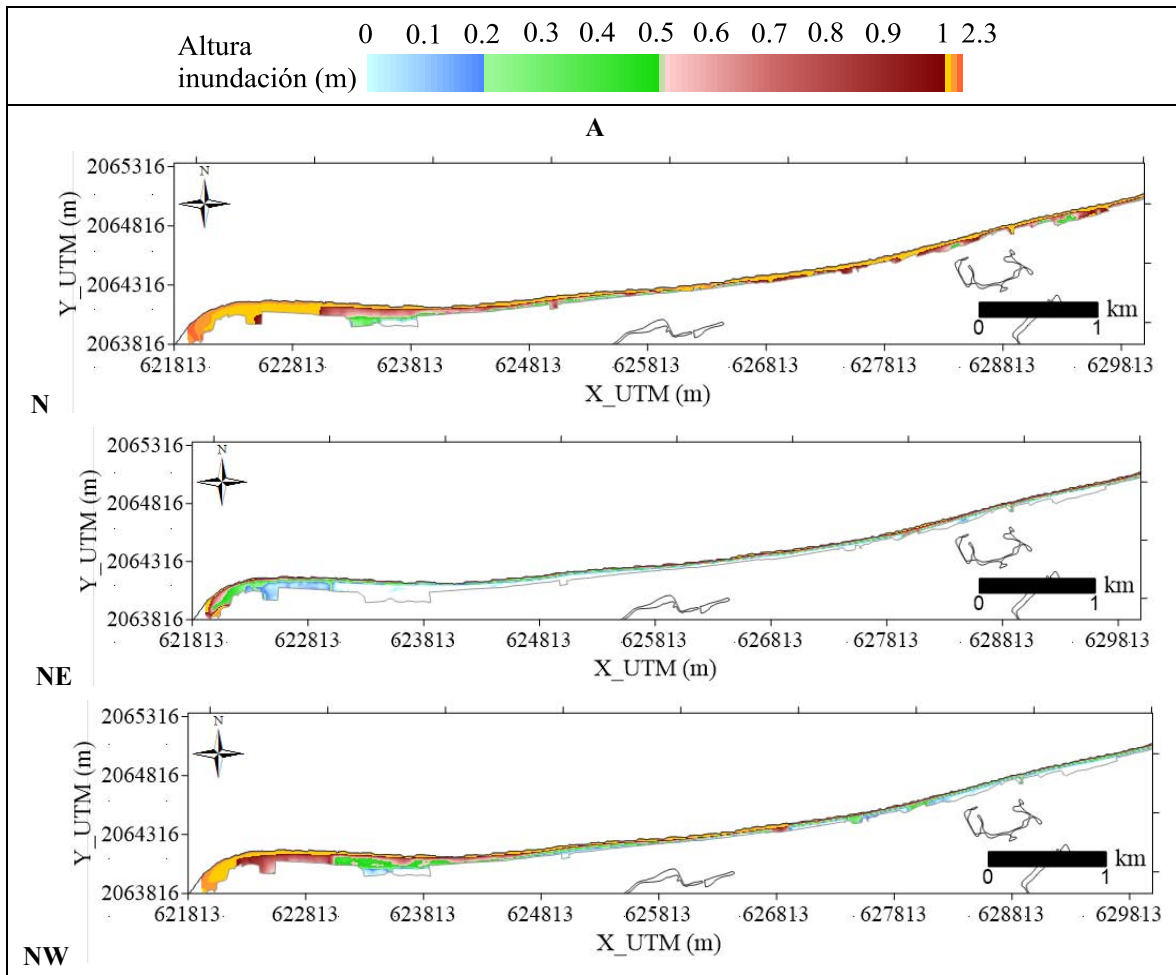 0 0.1 0.2 0.3 0.4 0.5 0.6 0.7 0.8 0.9 1 2.3
Altura
inundación (m)
A
2065316
N
2064816
Y_UTM (m)
2064316
km
2063816
0 1
621813 622813 623813 624813 625813 626813 627813 628813 629813
X_UTM (m)
N
2065316
N
2064816
Y_UTM (m)
2064316
km
2063816
0 1
621813 622813 623813 624813 625813 626813 627813 628813 629813
X_UTM (m)
NE
2065316
N
2064816
Y_UTM (m)
2064316
km
2063816
0 1
621813 622813 623813 624813 625813 626813 627813 628813 629813
X_UTM (m)
NW